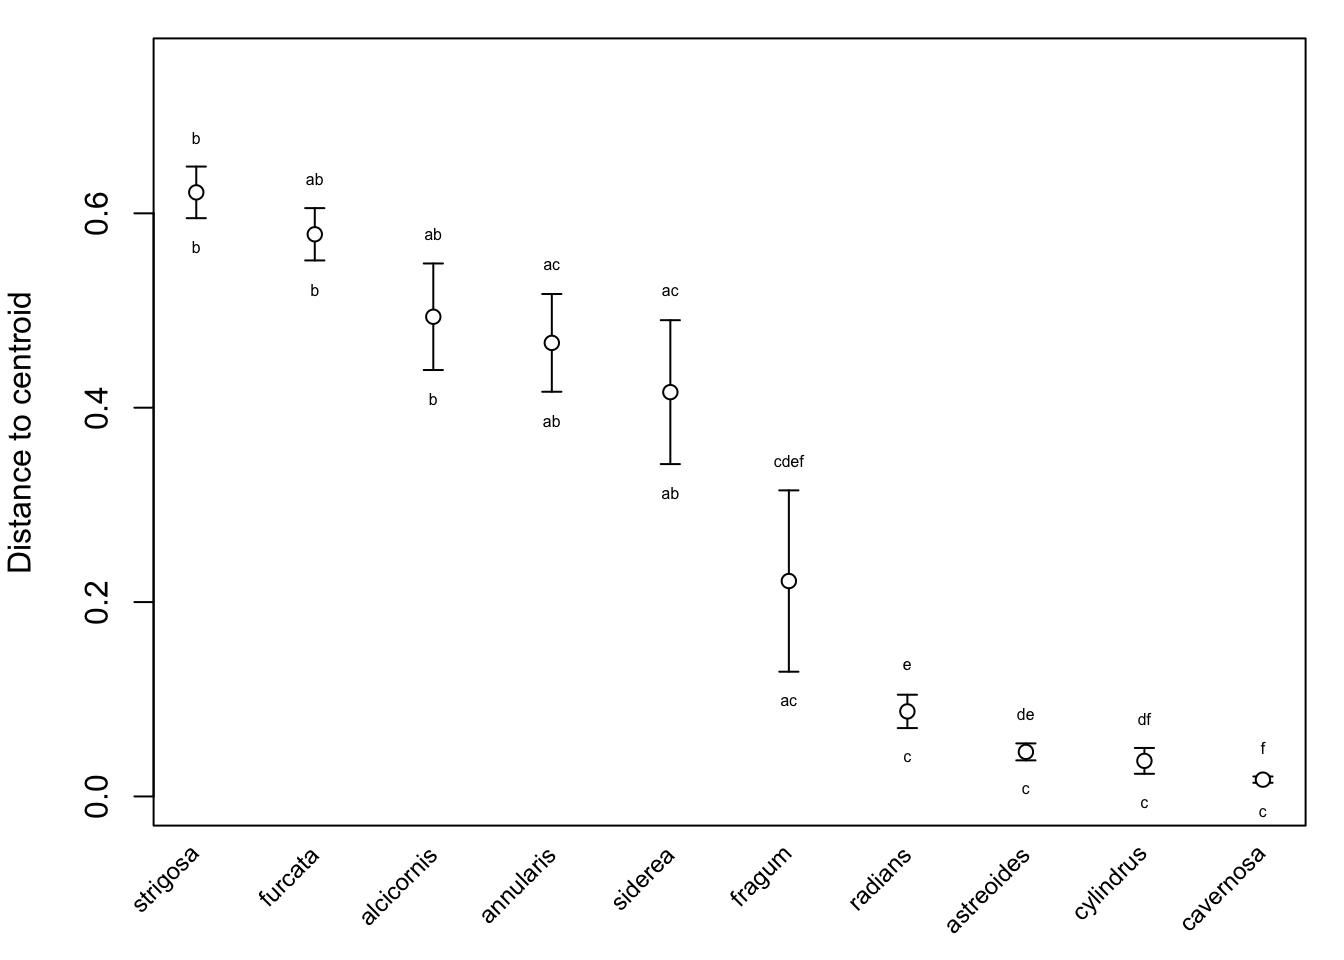 Distance to centroid
0.6
0.4
0.2
0.0
b
b
ab
b
ab
b
ac
ab
ac
ab
cdef
ac
e
c
de
c
df
c
f
c
strigosa
furcata
alcicornis
annularis
siderea
fragum
radians
astreoides
cylindrus
cavernosa